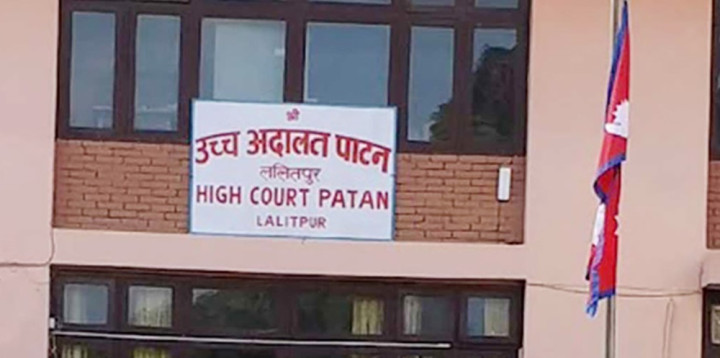 श्री
उच्च अदालत पाटन
ललितपुर
HIGH COURT PATAN
LALITPUR